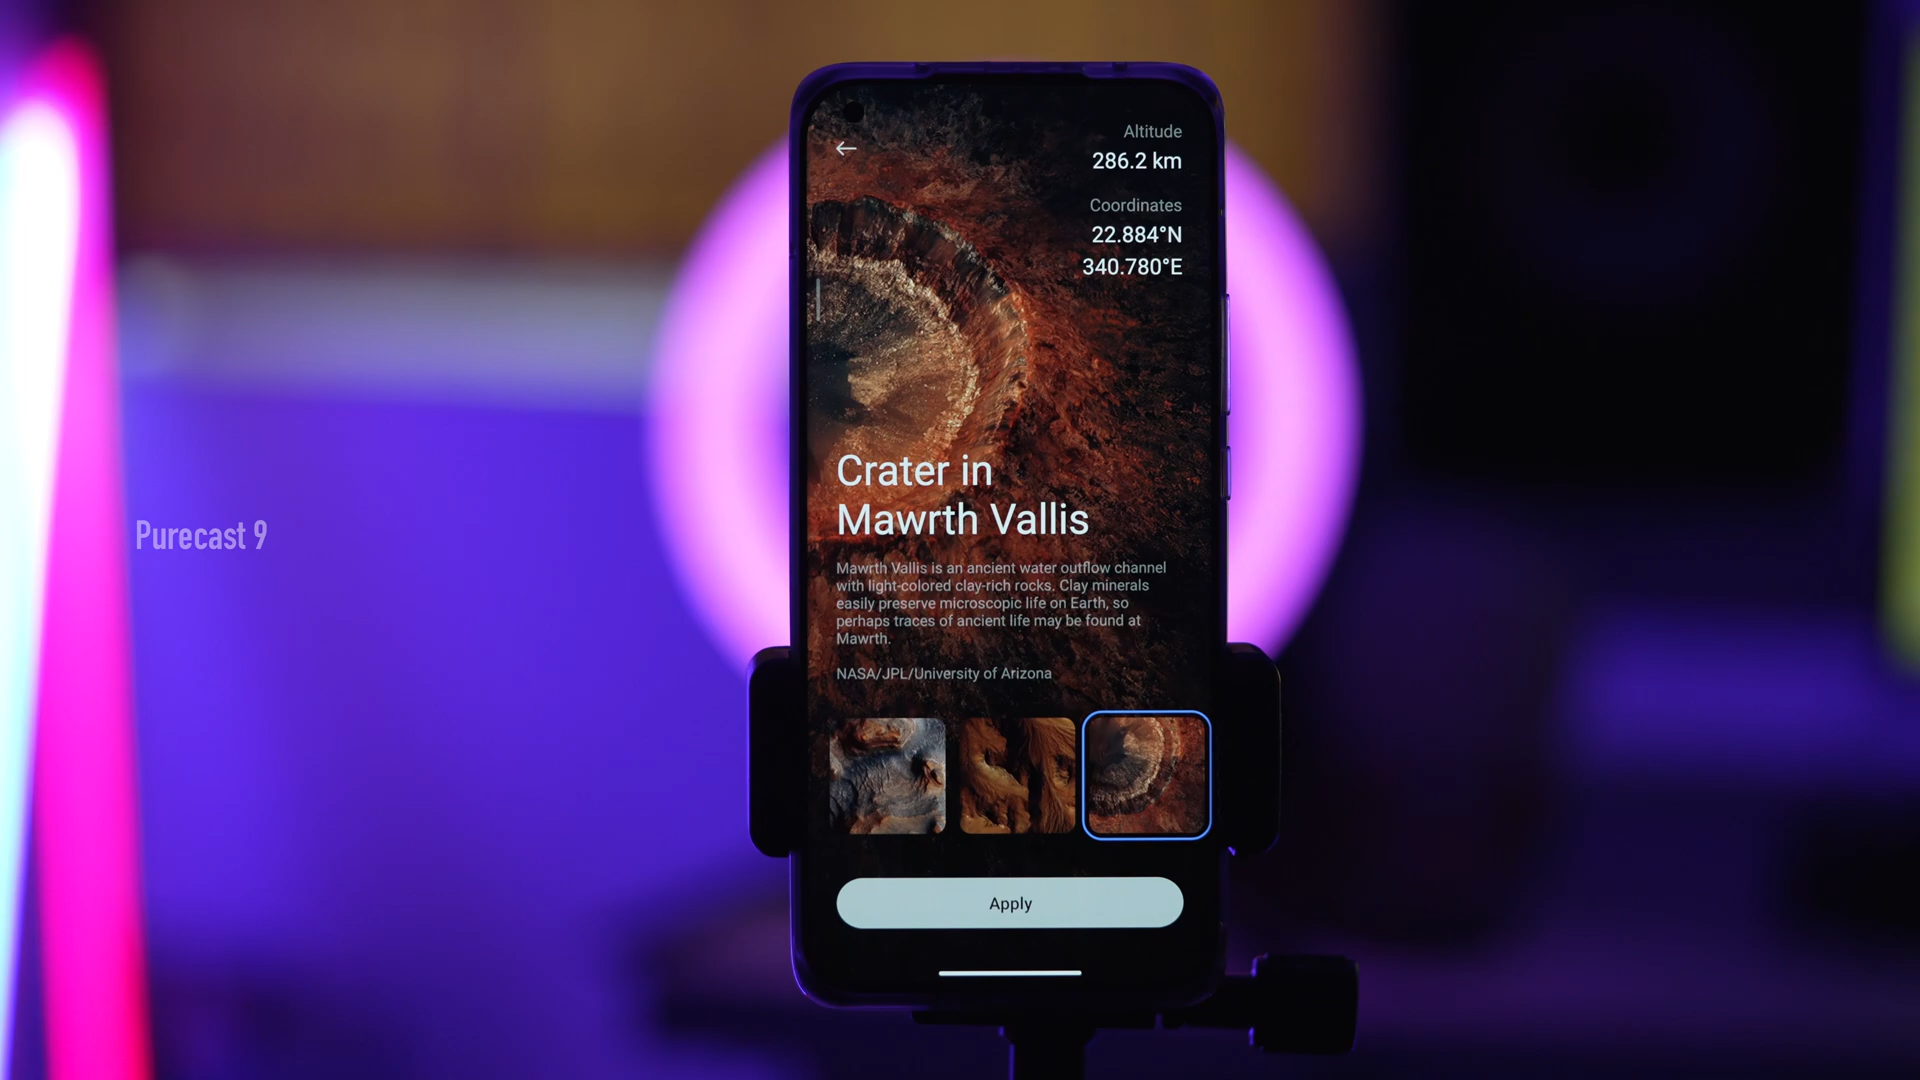 Altitude
286.2 km
Coordinates
22.884°N
340.780°E
Purecast 9
Crater in
Mawrth Vallis
Mawrth Vallis is an ancient water outflow channel
with light-colored clay-rich rocks. Clay minerals
easily preserve microscopic life on Earth, so
perhaps traces of ancient life may be found at
Mawrth.
NASA/JPL/University of Arizona
Apply